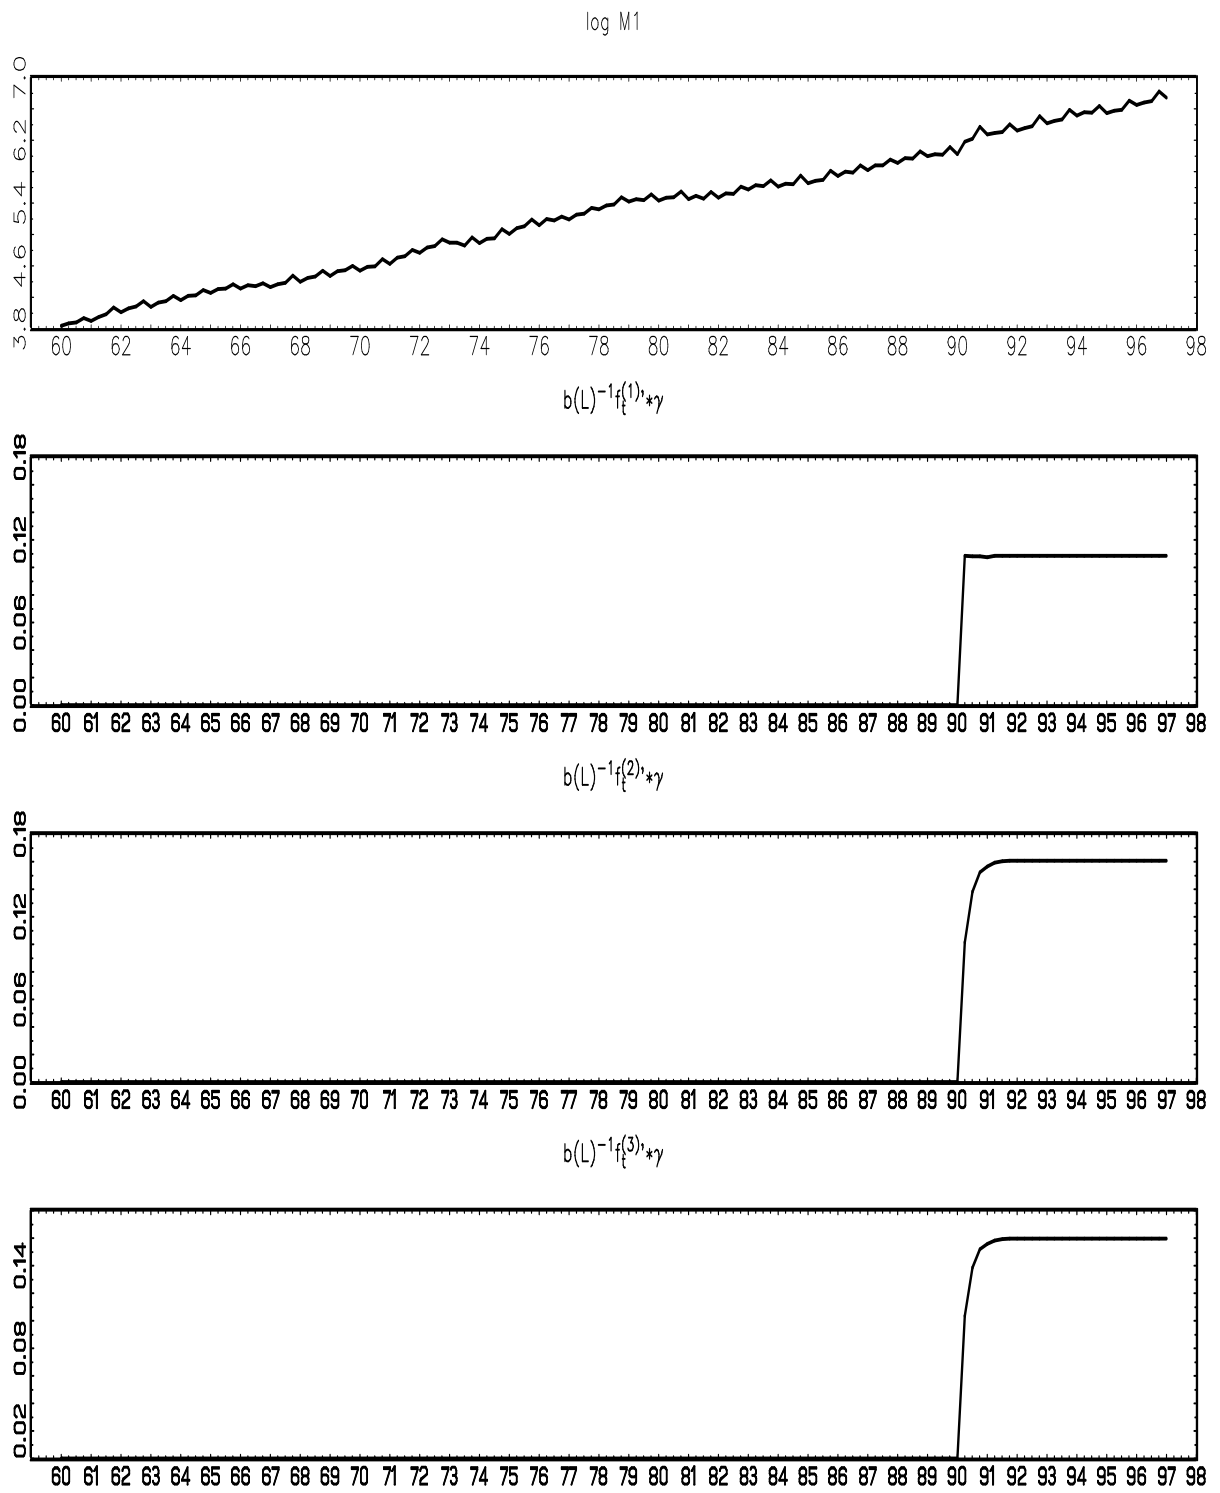 log M1
7.0
6.2
5.4
4.6
3.8
60 62 64 66 68 70 72 74 76 78 80 82 84 86 88 90 92 94 96 98
b(L)⁻¹f_t^(1)'*γ
0.18
0.12
0.06
0.00
60 61 62 63 64 65 66 67 68 69 70 71 72 73 74 75 76 77 78 79 80 81 82 83 84 85 86 87 88 89 90 91 92 93 94 95 96 97 98
b(L)⁻¹f_t^(2)'*γ
0.18
0.12
0.06
0.00
60 61 62 63 64 65 66 67 68 69 70 71 72 73 74 75 76 77 78 79 80 81 82 83 84 85 86 87 88 89 90 91 92 93 94 95 96 97 98
b(L)⁻¹f_t^(3)'*γ
0.14
0.08
0.02
60 61 62 63 64 65 66 67 68 69 70 71 72 73 74 75 76 77 78 79 80 81 82 83 84 85 86 87 88 89 90 91 92 93 94 95 96 97 98